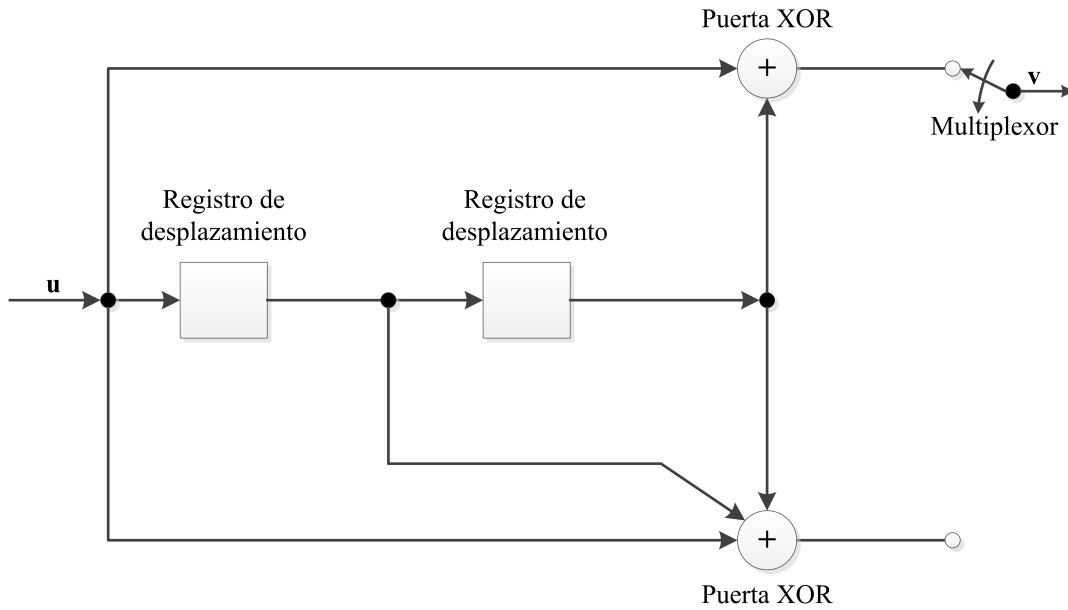 Puerta XOR
+
v
Multiplexor
Registro de
desplazamiento
Registro de
desplazamiento
u
+
Puerta XOR